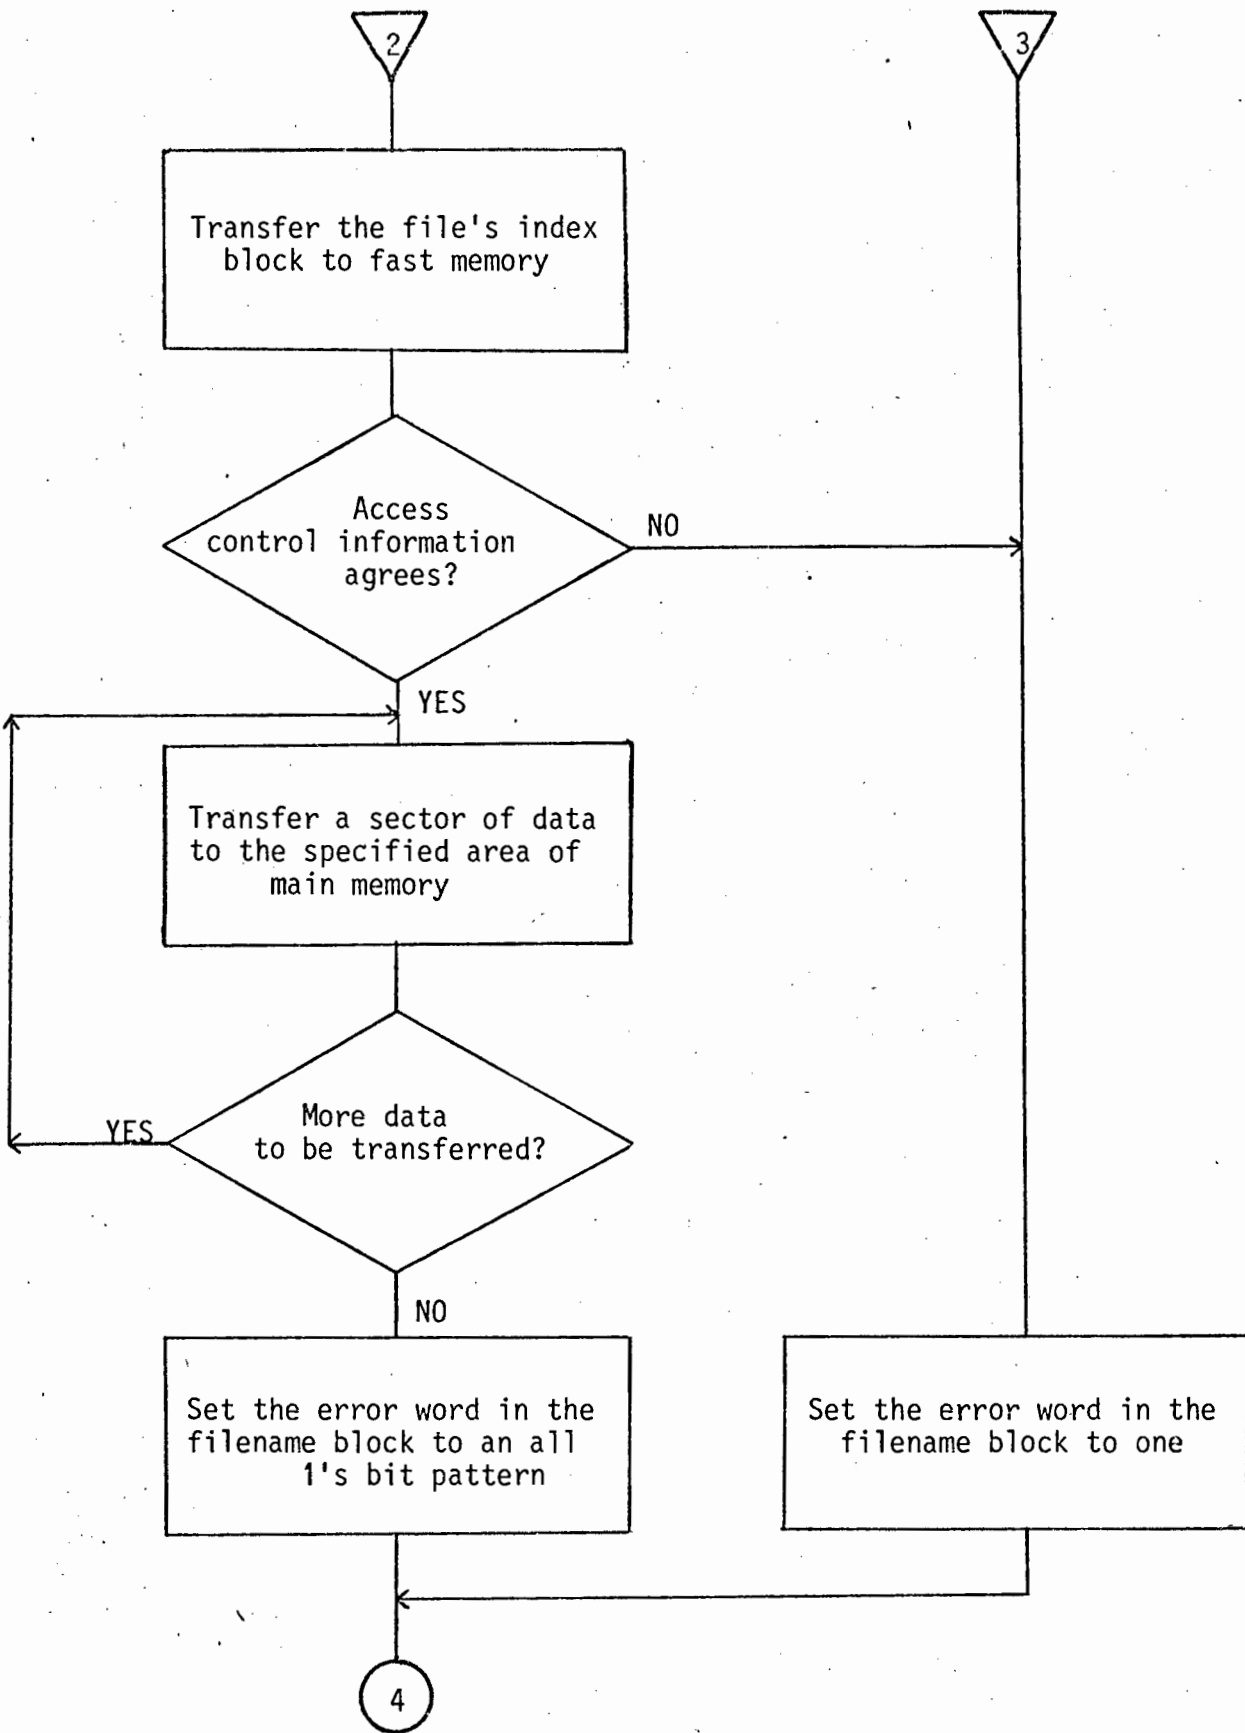 2
3
Transfer the file's index
block to fast memory
Access
control information
agrees?
NO
YES
Transfer a sector of data
to the specified area of
main memory
More data
to be transferred?
YES
NO
Set the error word in the
filename block to an all
1's bit pattern
Set the error word in the
filename block to one
4